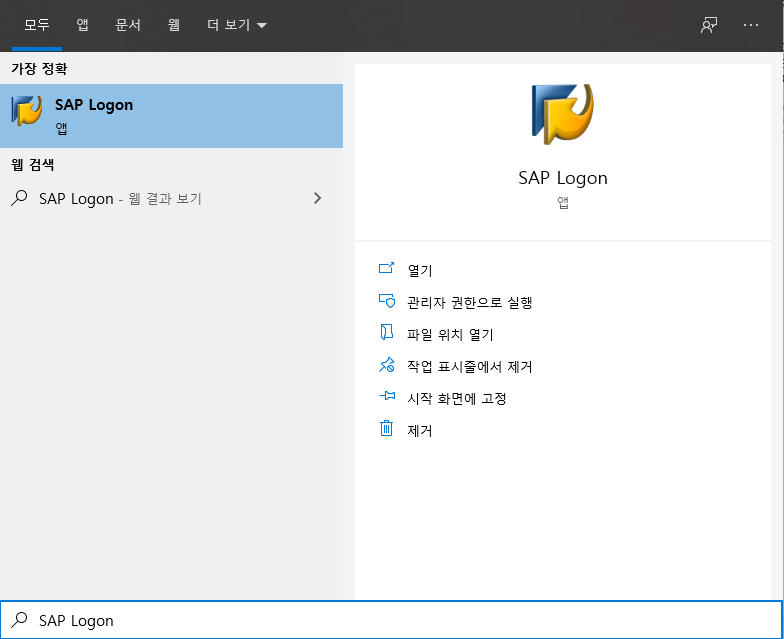 모두 앱 문서 웹 더 보기
가장 정확
SAP Logon
앱
웹 검색
SAP Logon - 웹 결과 보기
SAP Logon
앱
열기
관리자 권한으로 실행
파일 위치 열기
작업 표시줄에서 제거
시작 화면에 고정
제거
SAP Logon